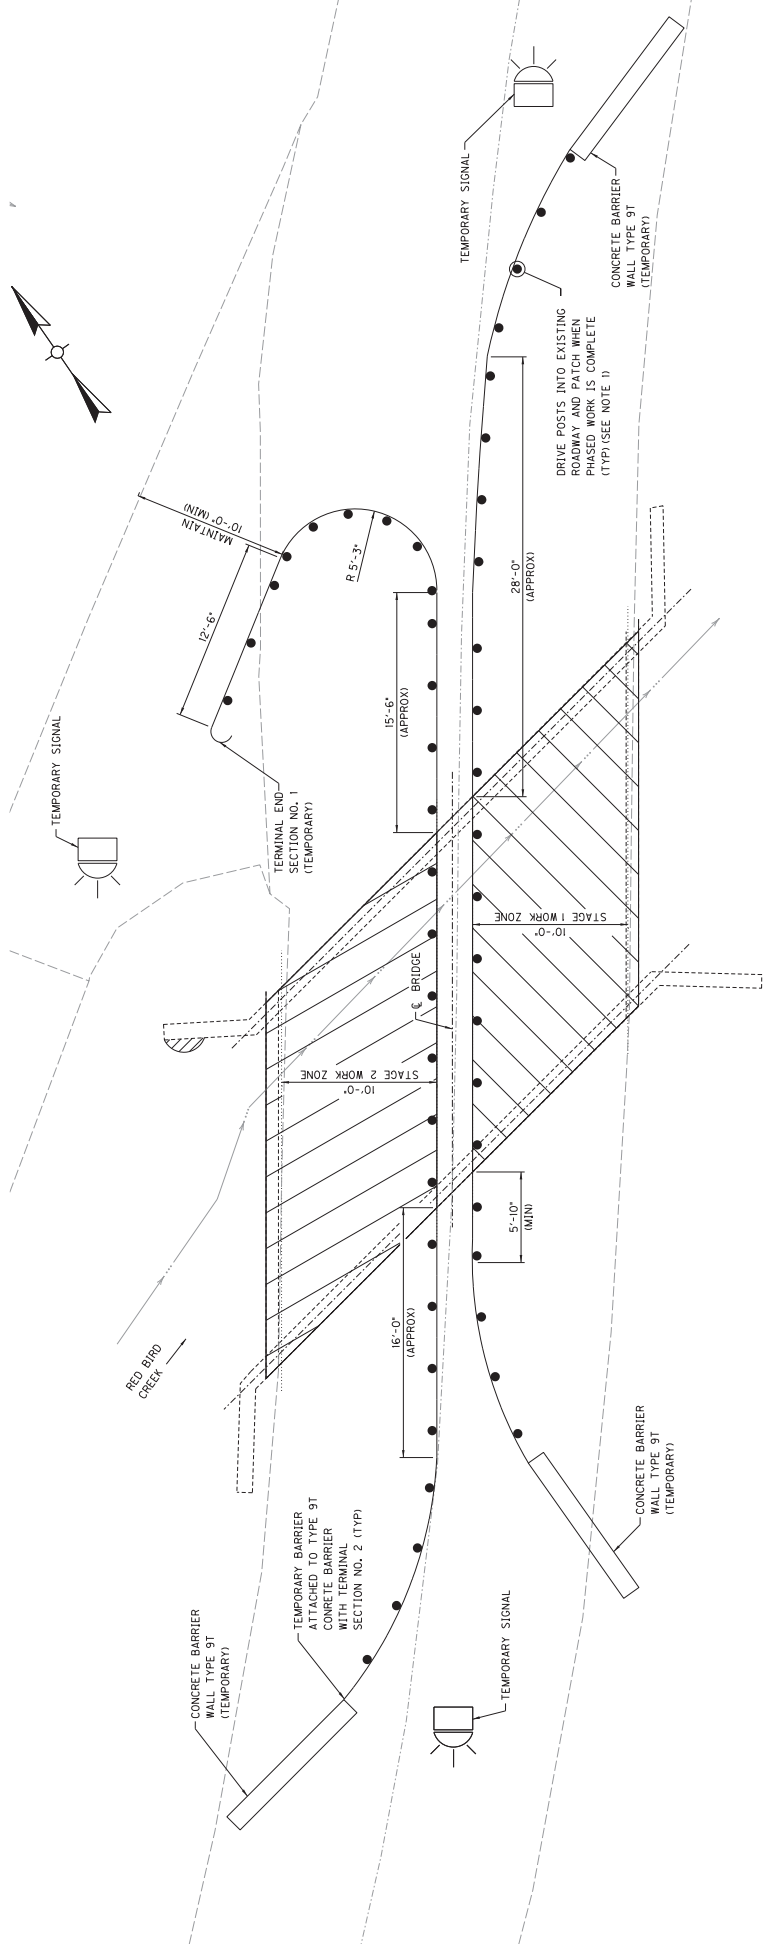 TEMPORARY SIGNAL
CONCRETE BARRIER
WALL TYPE 9T
(TEMPORARY)
DRIVE POSTS INTO EXISTING
ROADWAY AND PATCH WHEN
PHASED WORK IS COMPLETE
(TYP)(SEE NOTE 1)
MAINTAIN
10'-0" (MIN)
R 5'-3"
12'-6"
28'-0"
(APPROX)
15'-6"
(APPROX)
TEMPORARY SIGNAL
TERMINAL END
SECTION NO. 1
(TEMPORARY)
STAGE 1 WORK ZONE
10'-0"
℄ BRIDGE
STAGE 2 WORK ZONE
10'-0"
5'-10"
(MIN)
16'-0"
(APPROX)
RED BIRD
CREEK
CONCRETE BARRIER
WALL TYPE 9T
(TEMPORARY)
TEMPORARY BARRIER
ATTACHED TO TYPE 9T
CONRETE BARRIER
WITH TERMINAL
SECTION NO. 2 (TYP)
CONCRETE BARRIER
WALL TYPE 9T
(TEMPORARY)
TEMPORARY SIGNAL